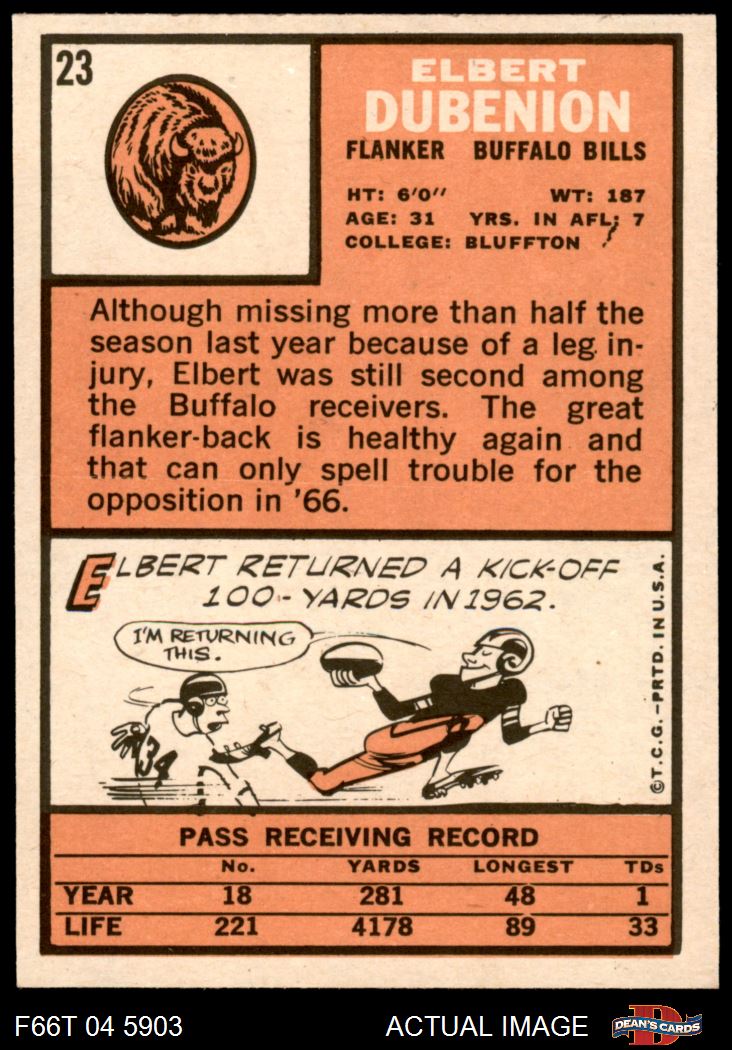 23
ELBERT
DUBENION
FLANKER BUFFALO BILLS
HT: 6'0" WT: 187
AGE: 31 YRS. IN AFL: 7
COLLEGE: BLUFFTON
Although missing more than half the
season last year because of a leg in-
jury, Elbert was still second among
the Buffalo receivers. The great
flanker-back is healthy again and
that can only spell trouble for the
opposition in '66.
ELBERT RETURNED A KICK-OFF
100-YARDS IN 1962.
I'M RETURNING
THIS.
34
©T.C.G.-PRTD. IN U.S.A.
PASS RECEIVING RECORD
No. YARDS LONGEST TDs
YEAR 18 281 48 1
LIFE 221 4178 89 33
F66T 04 5903 ACTUAL IMAGE
D
DEAN'S CARDS